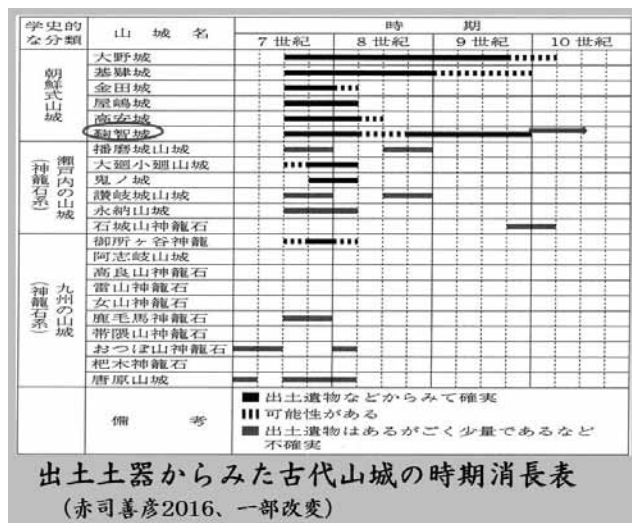 学史的な分類 山城名 時期
7世紀 8世紀 9世紀 10世紀
朝鮮式山城
大野城
基肄城
金田城
屋嶋城
高安城
鞠智城
瀬戸内の山城(神籠石系)
播磨城山城
大廻小廻山城
鬼ノ城
讃岐城山城
永納山城
石城山神籠石
九州の山城(神籠石系)
御所ヶ谷神籠
阿志岐山城
高良山神籠石
雷山神籠石
女山神籠石
鹿毛馬神籠石
帯隈山神籠石
おつぼ山神籠石
杷木神籠石
唐原山城
備考
出土遺物などからみて確実
可能性がある
出土遺物はあるがごく少量であるなど
不確実
出土土器からみた古代山城の時期消長表
(赤司善彦2016、一部改変)